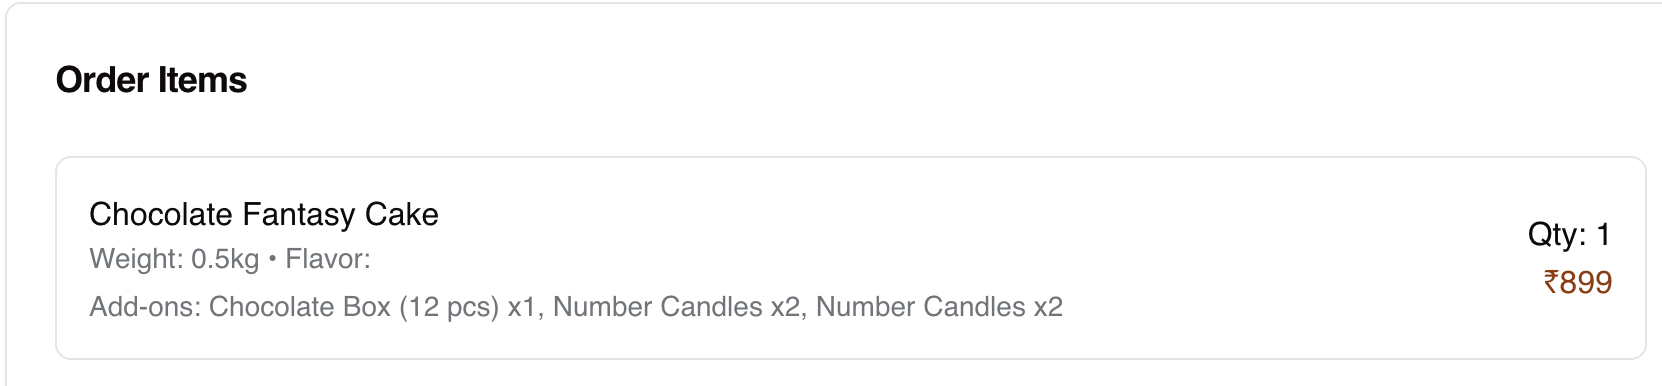 Order Items
Chocolate Fantasy Cake
Weight: 0.5kg • Flavor:
Add-ons: Chocolate Box (12 pcs) x1, Number Candles x2, Number Candles x2
Qty: 1
₹899